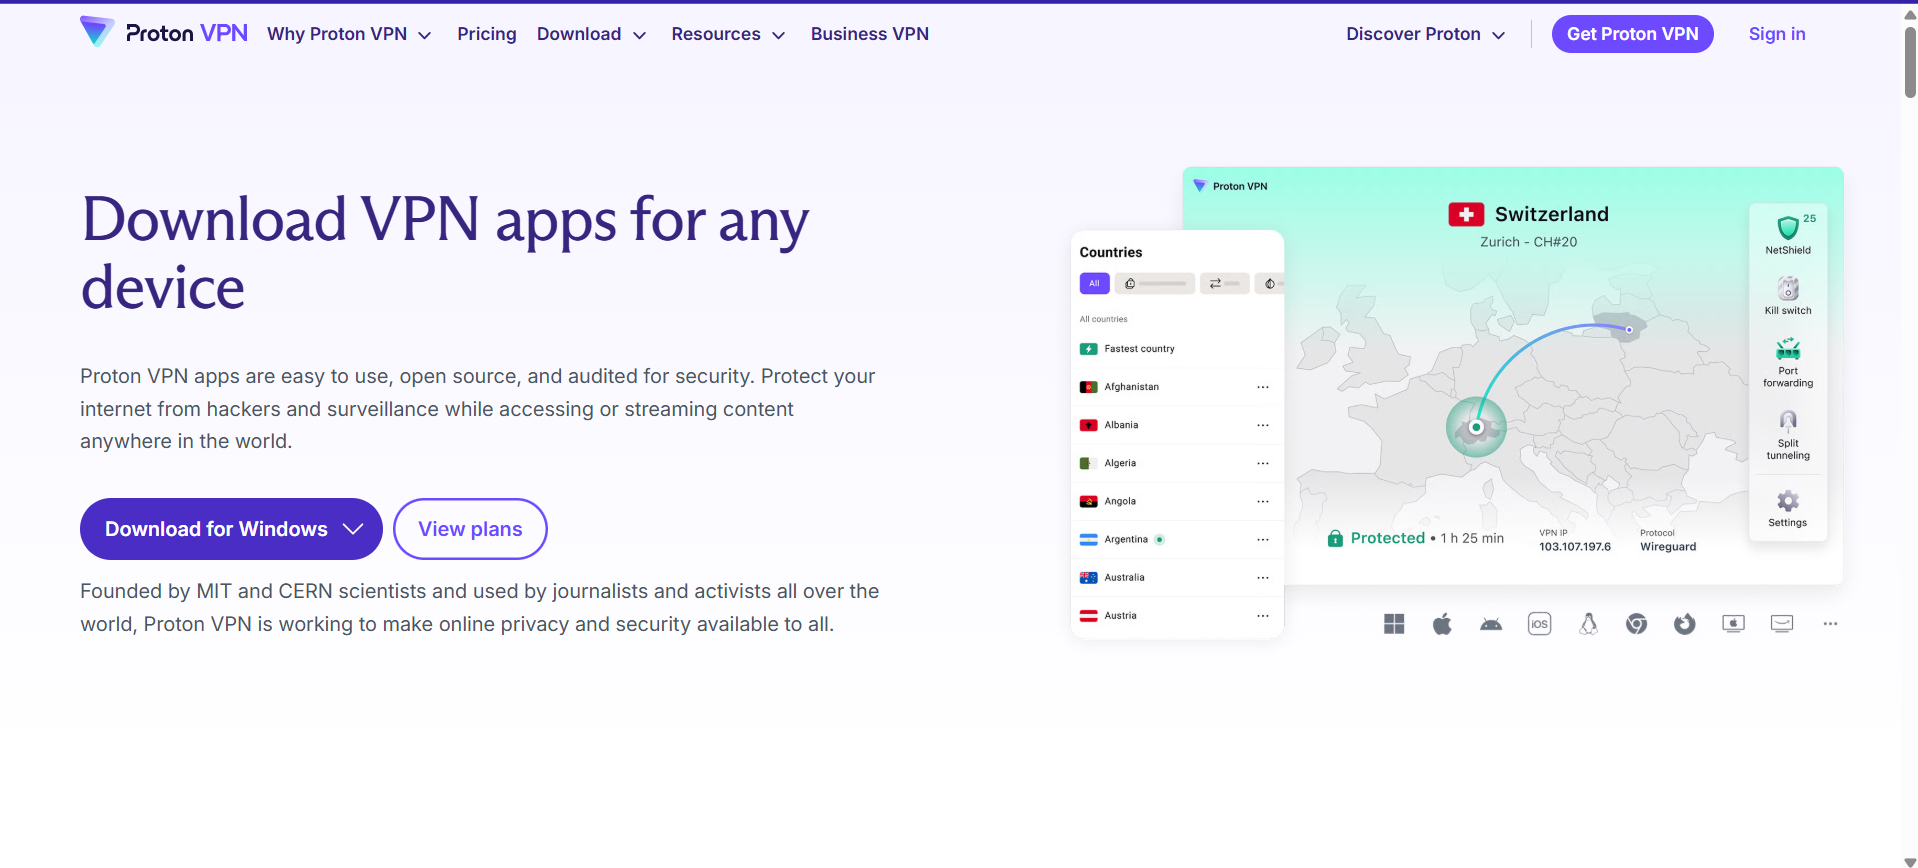 Proton VPN
Why Proton VPN
Pricing
Download
Resources
Business VPN
Discover Proton
Get Proton VPN
Sign in
Download VPN apps for any
device
Proton VPN apps are easy to use, open source, and audited for security. Protect your
internet from hackers and surveillance while accessing or streaming content
anywhere in the world.
Download for Windows
View plans
Founded by MIT and CERN scientists and used by journalists and activists all over the
world, Proton VPN is working to make online privacy and security available to all.
Countries
All
All countries
Fastest country
Afghanistan
Albania
Algeria
Angola
Argentina
Australia
Austria
Proton VPN
Switzerland
Zurich - CH#20
25
NetShield
Kill switch
Port
forwarding
Split
tunneling
Settings
Protected • 1 h 25 min
VPN IP
103.107.197.6
Protocol
Wireguard
iOS